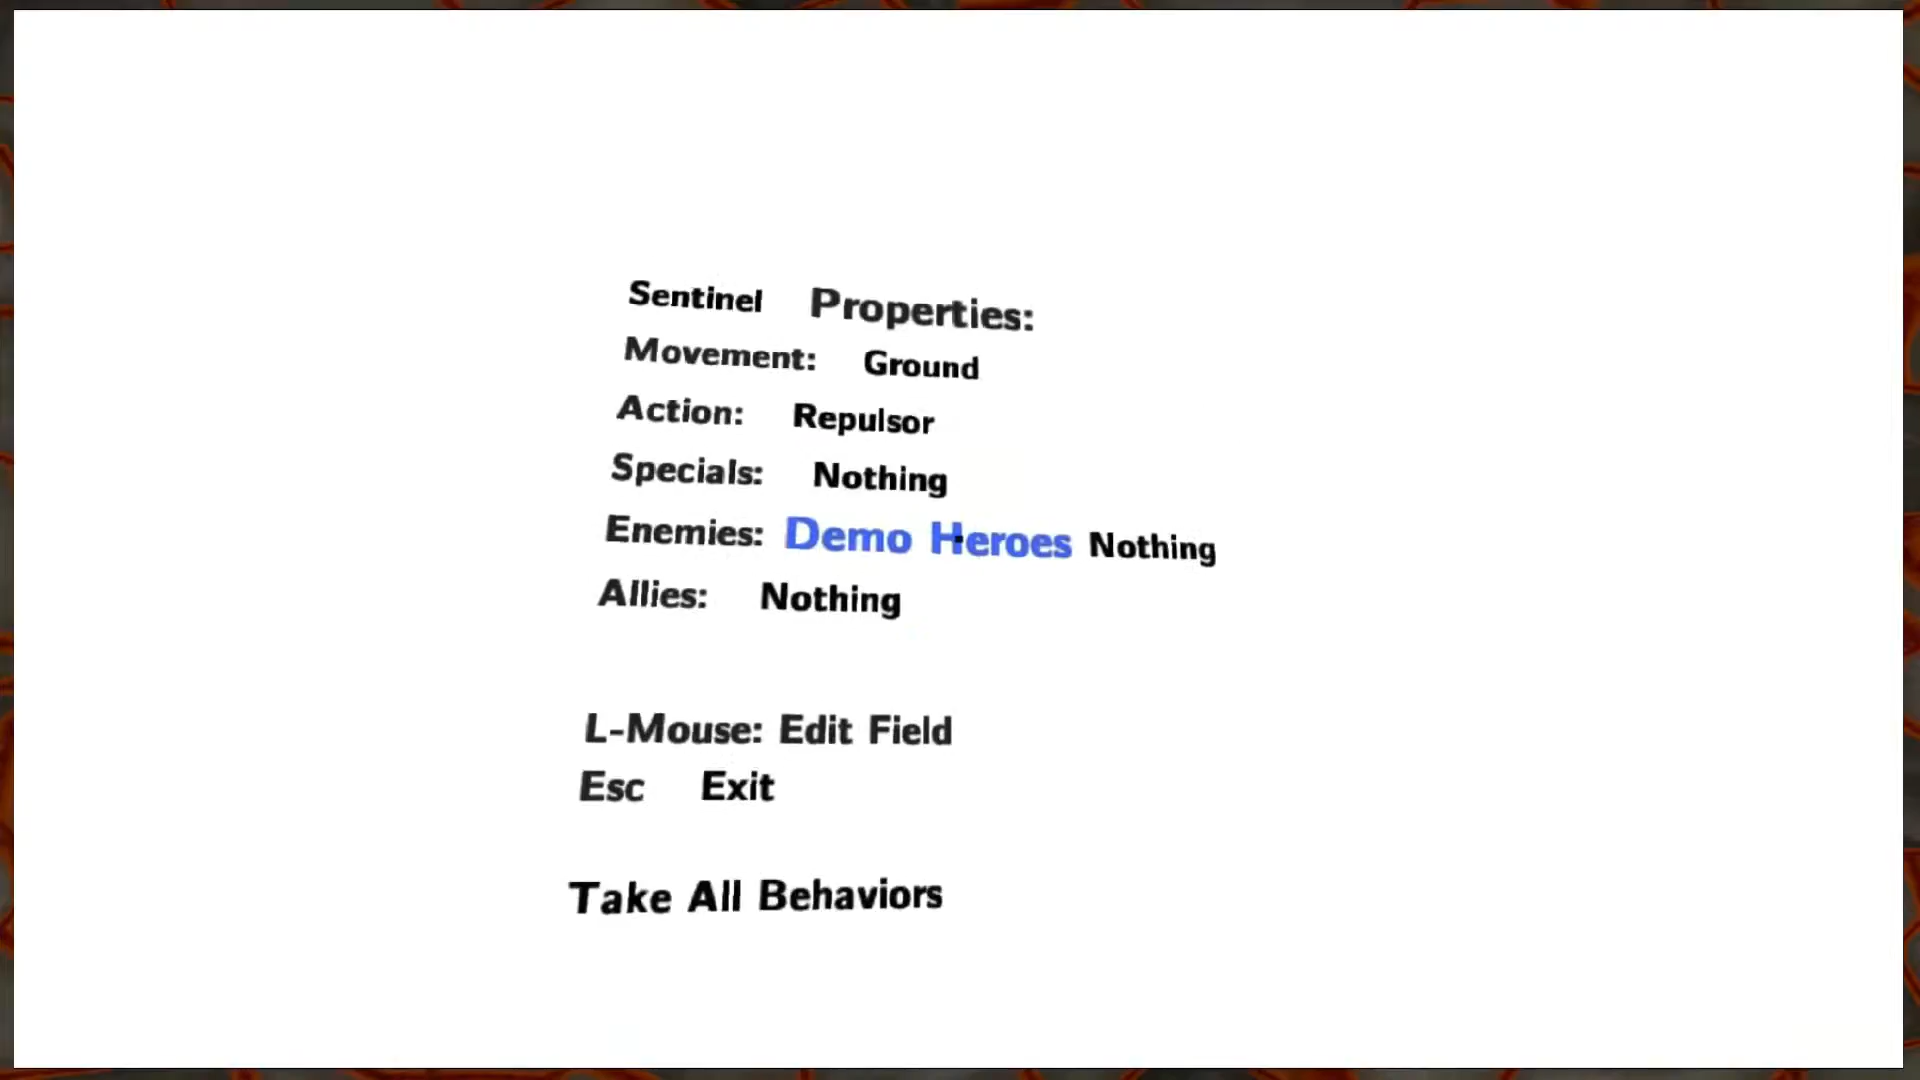 Sentinel Properties:
Movement: Ground
Action: Repulsor
Specials: Nothing
Enemies: Demo Heroes Nothing
Allies: Nothing
L-Mouse: Edit Field
Esc Exit
Take All Behaviors